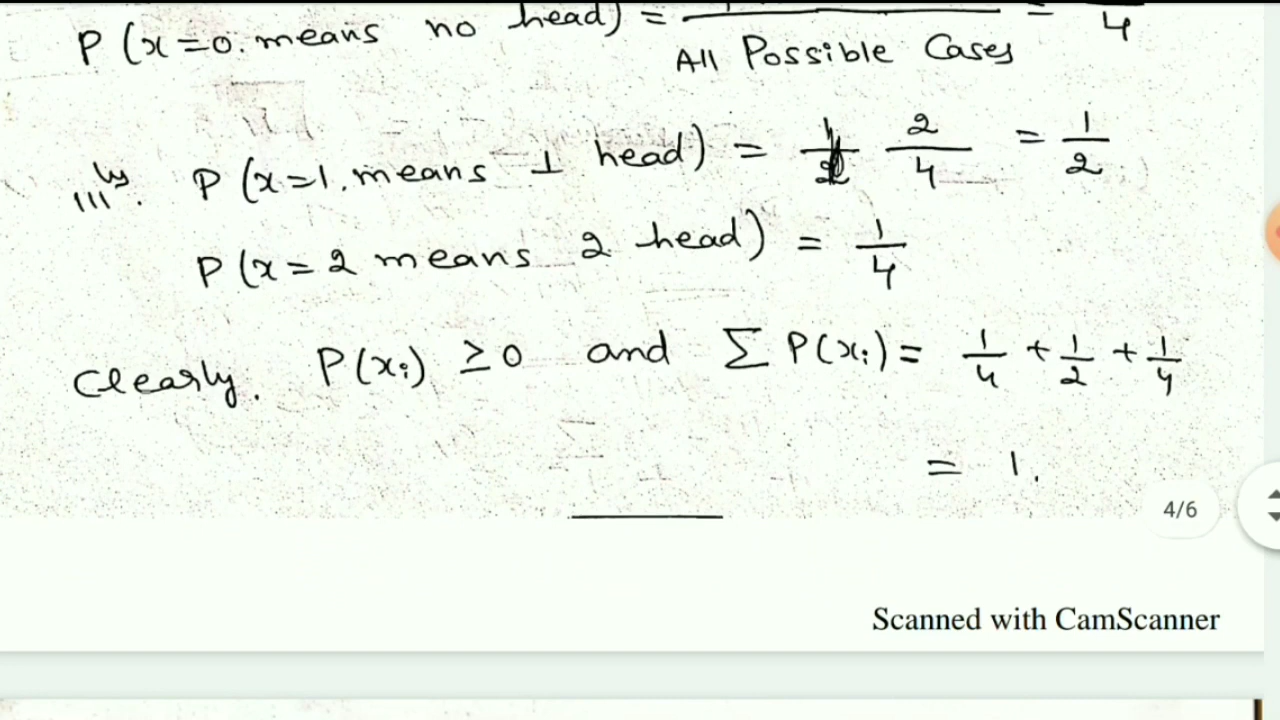 P (x=0. means no head) = ――― = ― 4
All Possible Cases
|||ly. P (x=1. means 1 head) = 2/4 = 1/2
P (x=2 means 2 head) = 1/4
Clearly. P(xi) ≥0 and Σ P(xi) = 1/4 + 1/2 + 1/4
= 1.
4/6
Scanned with CamScanner